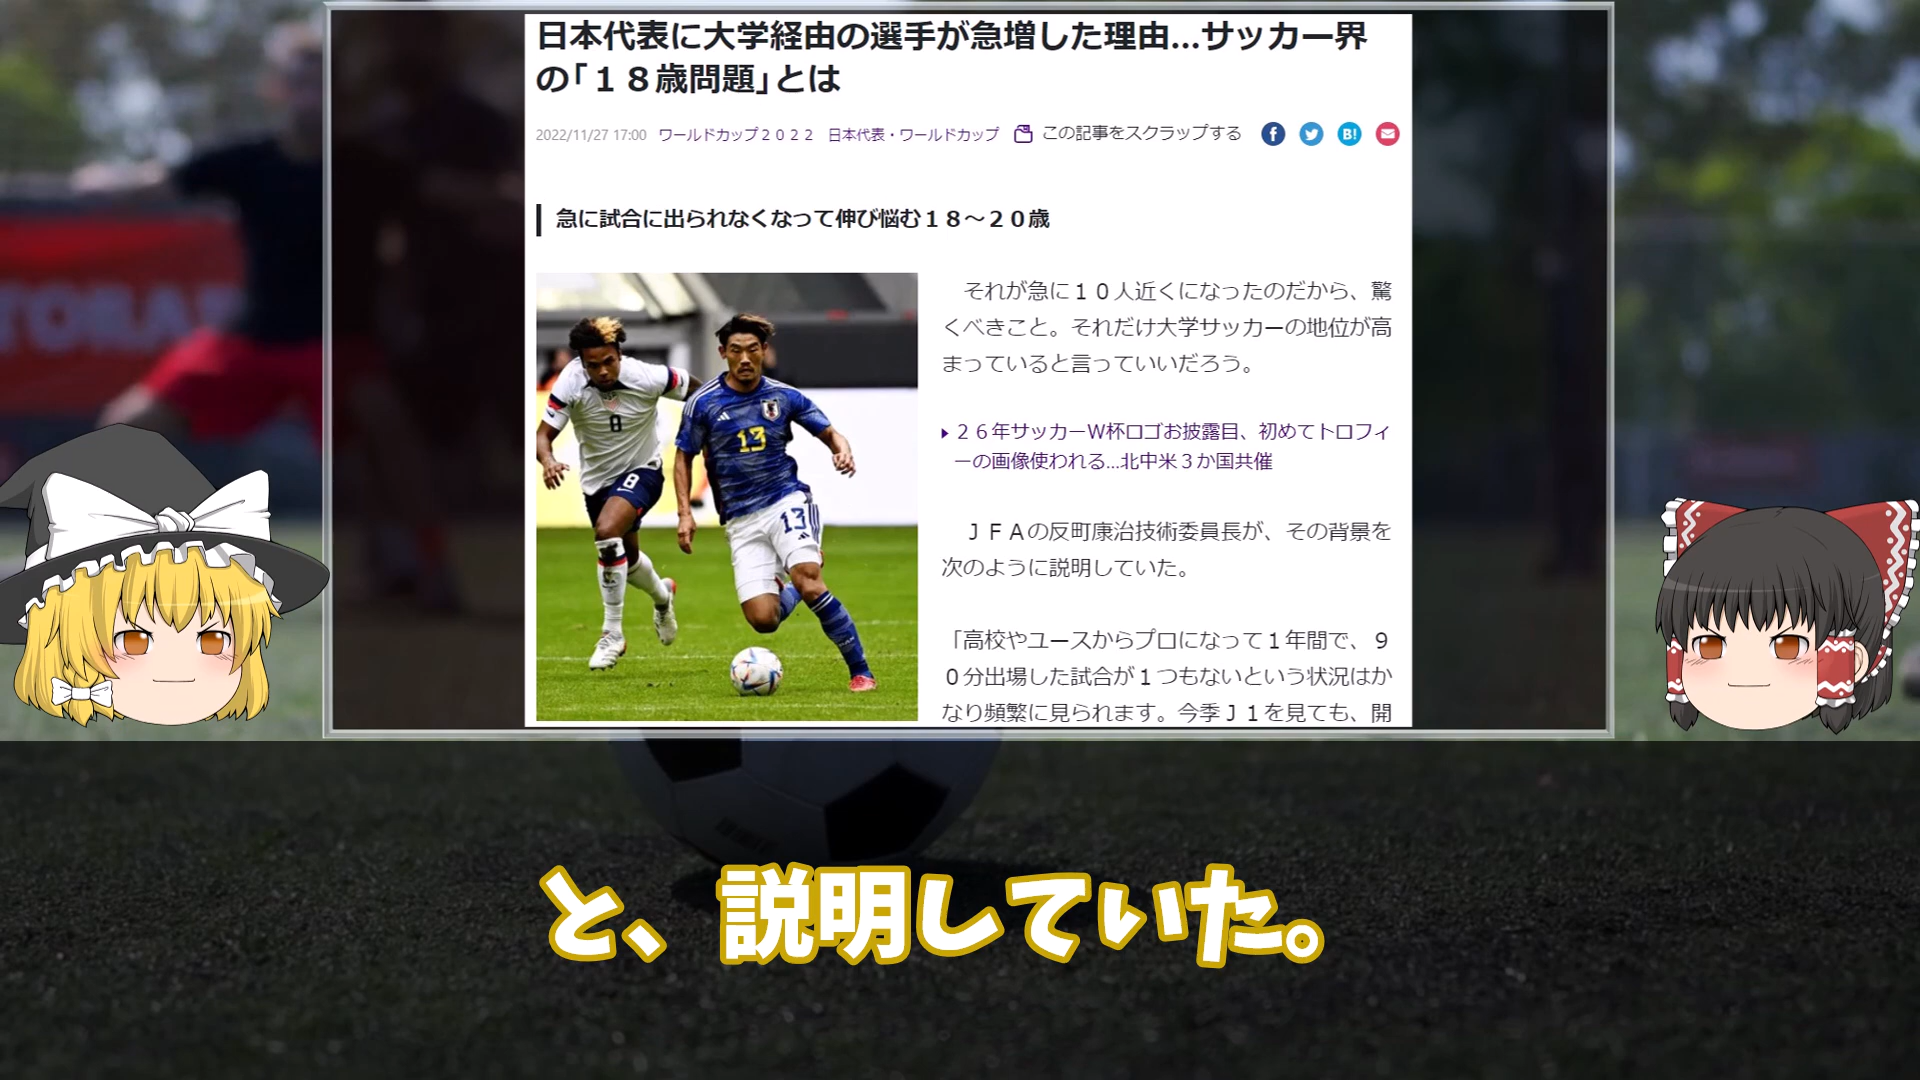 日本代表に大学経由の選手が急増した理由…サッカー界
の「１８歳問題」とは
2022/11/27 17:00 ワールドカップ２０２２ 日本代表・ワールドカップ この記事をスクラップする
急に試合に出られなくなって伸び悩む１８～２０歳
それが急に１０人近くになったのだから、驚
くべきこと。それだけ大学サッカーの地位が高
まっていると言っていいだろう。
２６年サッカーW杯ロゴお披露目、初めてトロフィ
ーの画像使われる…北中米３か国共催
ＪＦＡの反町康治技術委員長が、その背景を
次のように説明していた。
「高校やユースからプロになって１年間で、９
０分出場した試合が１つもないという状況はか
なり頻繁に見られます。今季Ｊ１を見ても、開
8
8
13
13
と、説明していた。